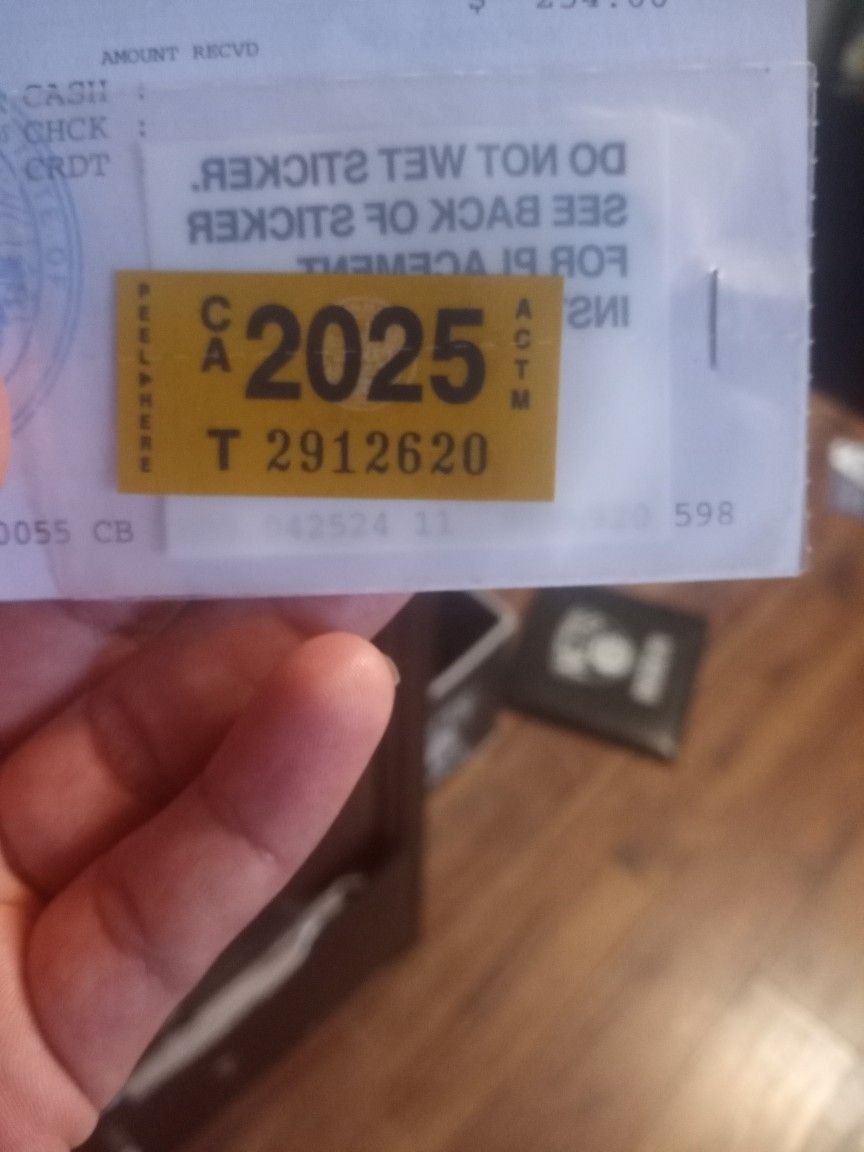 AMOUNT RECVD
CASH :
CHCK :
CRDT
DO NOT WET STICKER.
SEE BACK OF STICKER
FOR PLACEMENT
INST
PEEL HERE
CA
2025
ACTM
T 2912620
0055 CB
42524 11
598